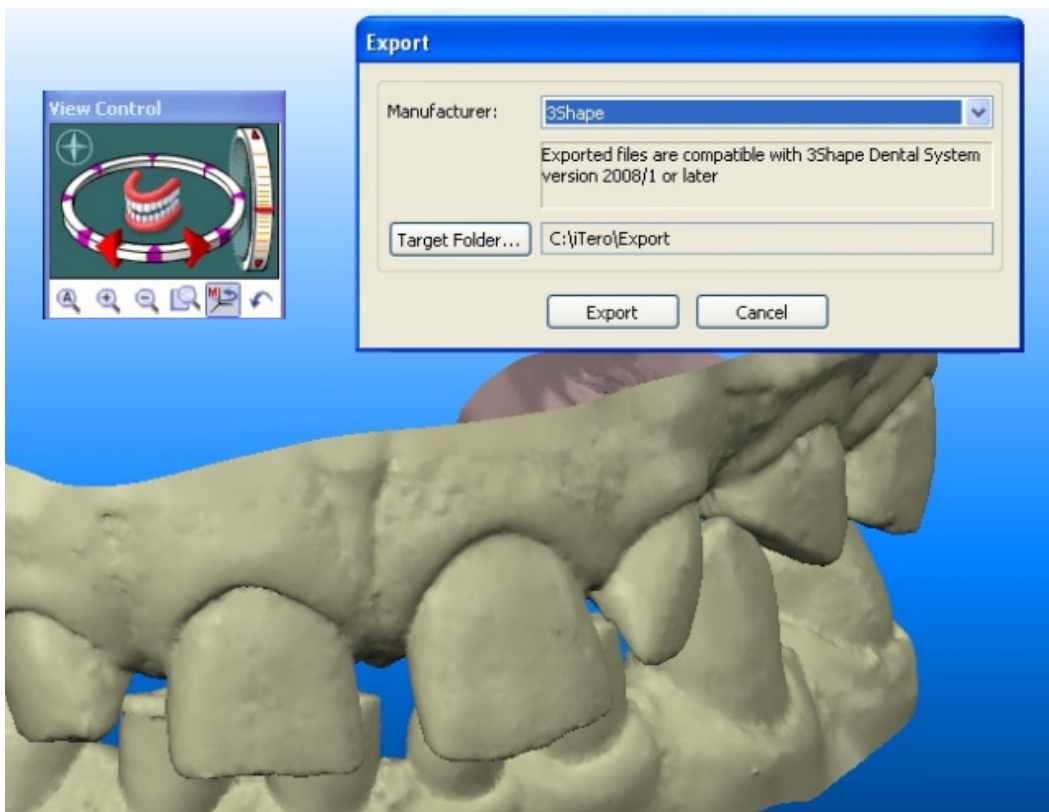 Export
View Control
Manufacturer:
3Shape
Exported files are compatible with 3Shape Dental System
version 2008/1 or later
Target Folder...
C:\iTero\Export
A
M
Export
Cancel